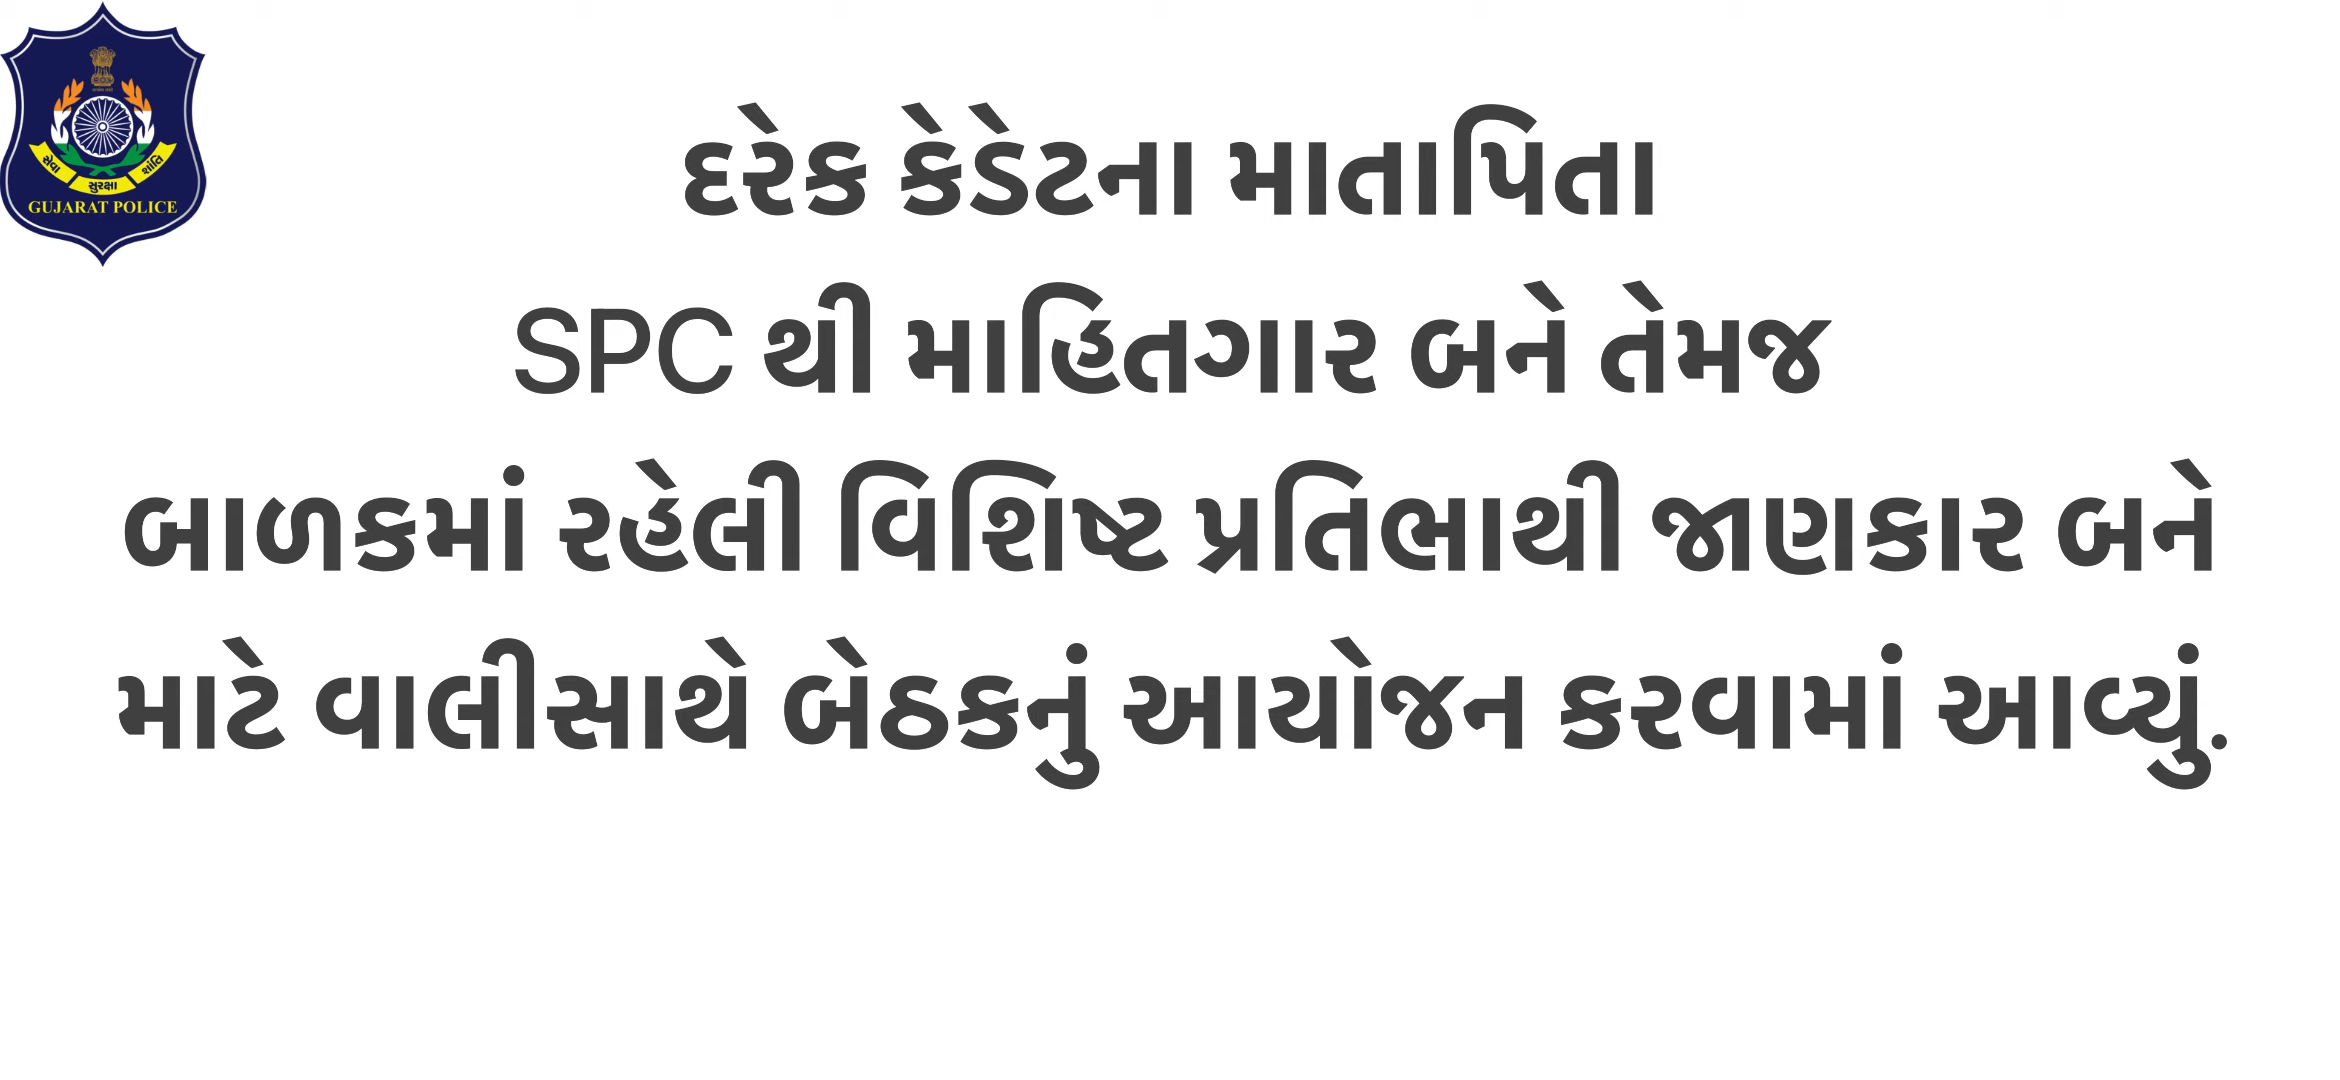 સેવા
સુરક્ષા
શાંતિ
GUJARAT POLICE
દરેક કેડેટના માતાપિતા
SPC થી માહિતગાર બને તેમજ
બાળકમાં રહેલી વિશિષ્ટ પ્રતિભાથી જાણકાર બને
માટે વાલીસાથે બેઠકનું આયોજન કરવામાં આવ્યું.